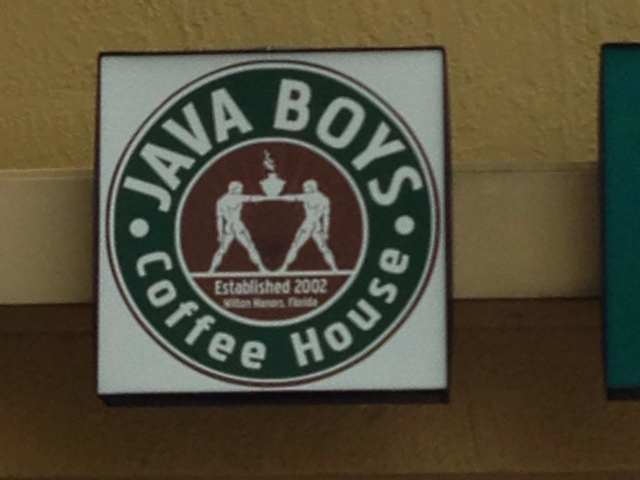 JAVA BOYS
Established 2002
Wilton Manors, Florida
Coffee House